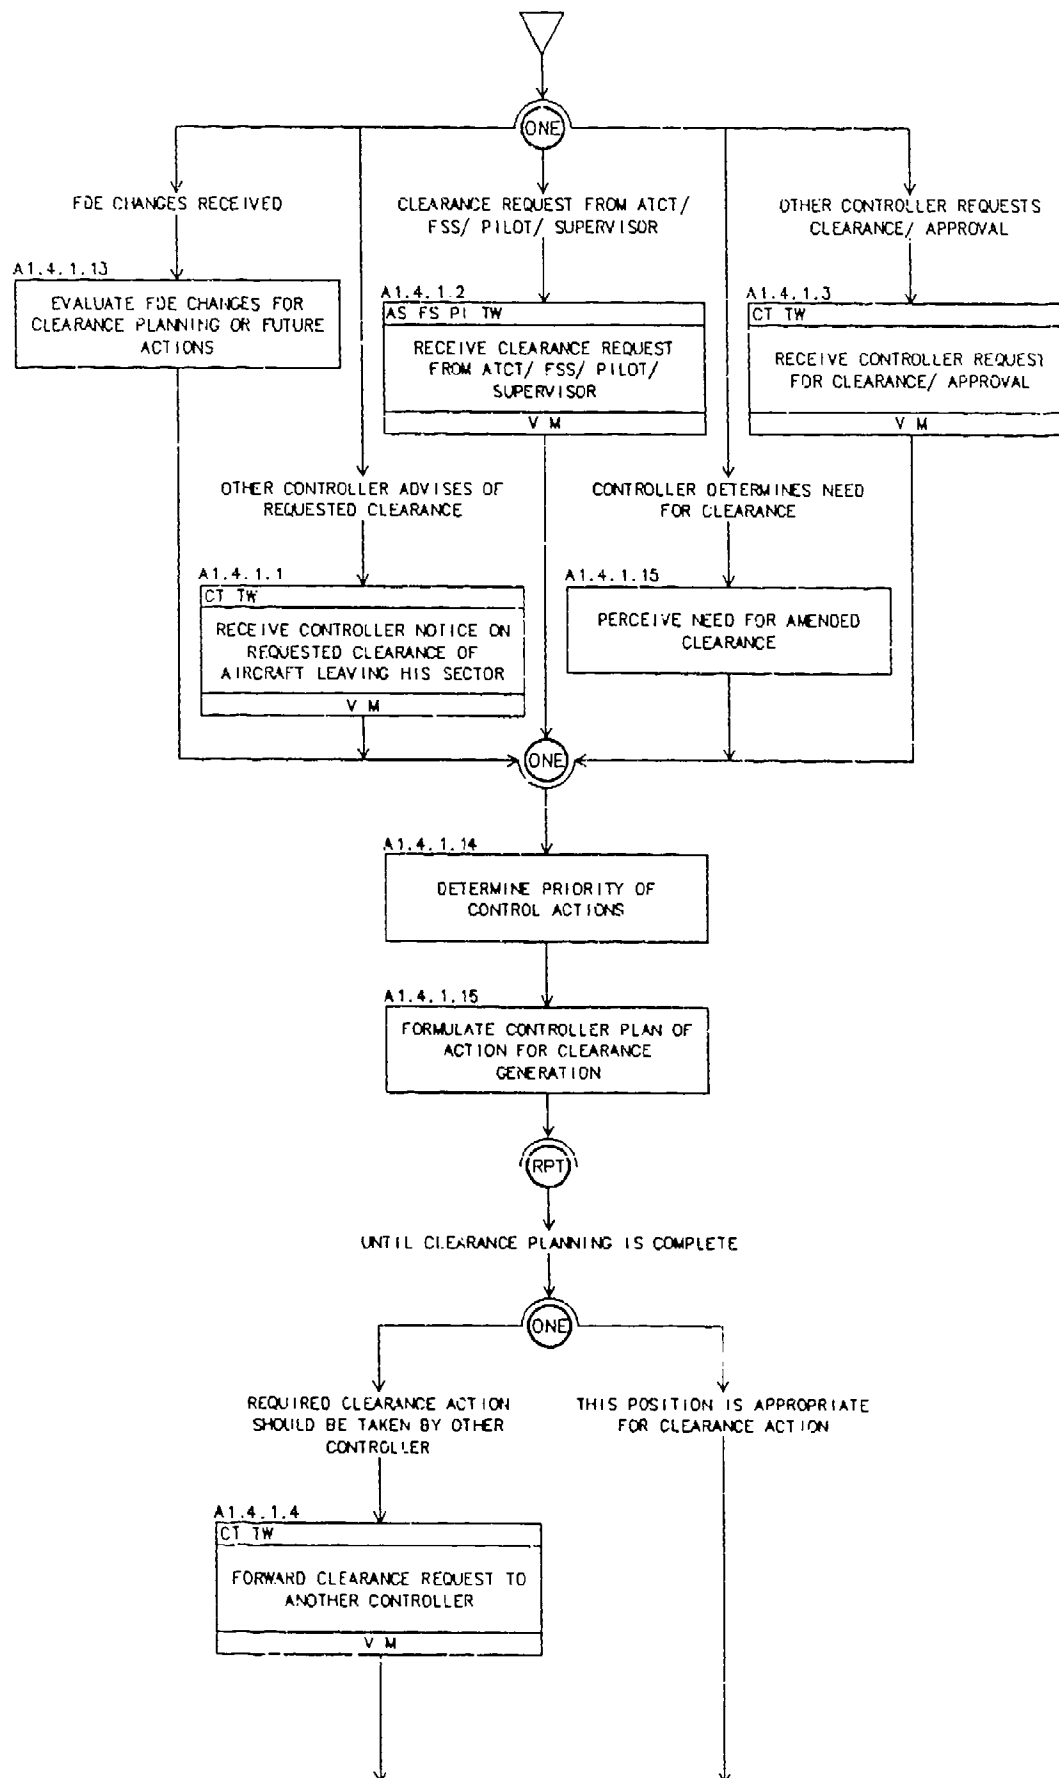 ONE
FDE CHANGES RECEIVED
CLEARANCE REQUEST FROM ATCT/
FSS/ PILOT/ SUPERVISOR
OTHER CONTROLLER REQUESTS
CLEARANCE/ APPROVAL
A1.4.1.13
EVALUATE FDE CHANGES FOR
CLEARANCE PLANNING OR FUTURE
ACTIONS
A1.4.1.2
AS FS PI TW
RECEIVE CLEARANCE REQUEST
FROM ATCT/ FSS/ PILOT/
SUPERVISOR
V M
A1.4.1.3
CT TW
RECEIVE CONTROLLER REQUEST
FOR CLEARANCE/ APPROVAL
V M
OTHER CONTROLLER ADVISES OF
REQUESTED CLEARANCE
CONTROLLER DETERMINES NEED
FOR CLEARANCE
A1.4.1.1
CT TW
RECEIVE CONTROLLER NOTICE ON
REQUESTED CLEARANCE OF
AIRCRAFT LEAVING HIS SECTOR
V M
A1.4.1.15
PERCEIVE NEED FOR AMENDED
CLEARANCE
ONE
A1.4.1.14
DETERMINE PRIORITY OF
CONTROL ACTIONS
A1.4.1.15
FORMULATE CONTROLLER PLAN OF
ACTION FOR CLEARANCE
GENERATION
RPT
UNTIL CLEARANCE PLANNING IS COMPLETE
ONE
REQUIRED CLEARANCE ACTION
SHOULD BE TAKEN BY OTHER
CONTROLLER
THIS POSITION IS APPROPRIATE
FOR CLEARANCE ACTION
A1.4.1.4
CT TW
FORWARD CLEARANCE REQUEST TO
ANOTHER CONTROLLER
V M